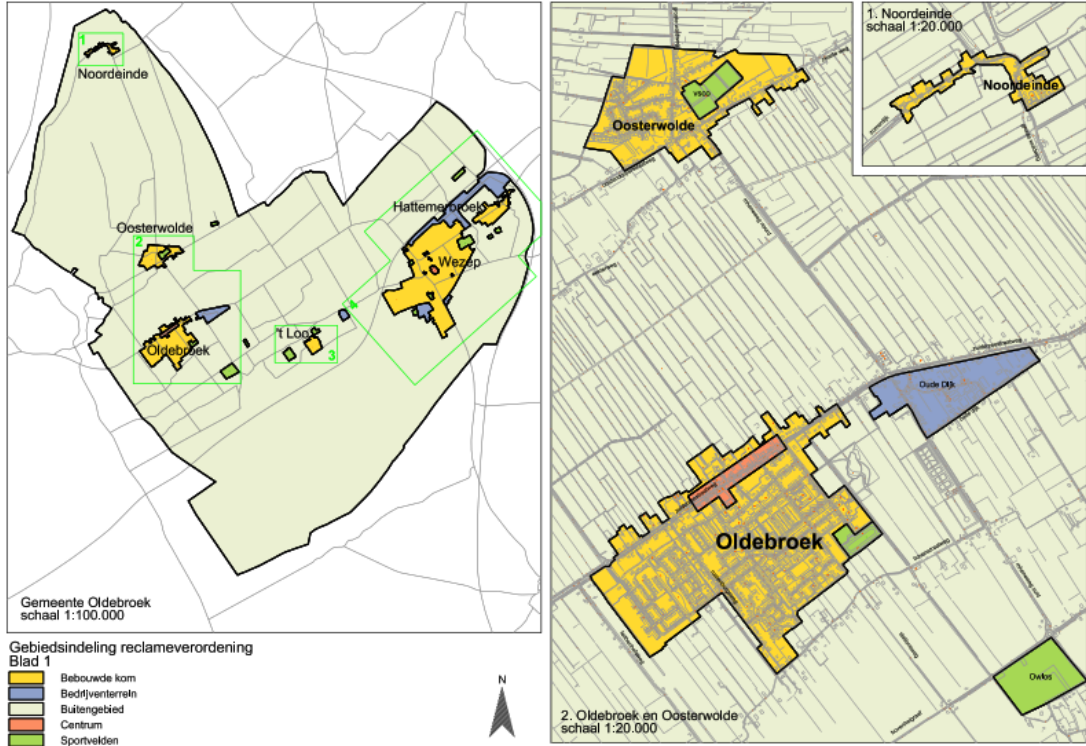 1
Noordeinde
Hattemerbroek
Oosterwolde
2
Wezep
4
't Loo
3
Oldebroek
Gemeente Oldebroek
schaal 1:100.000
Gebiedsindeling reclameverordening
Blad 1
Bebouwde kom
Bedrijventerrein
Buitengebied
Centrum
Sportvelden
N
VSCO
Oosterwolde
1. Noordeinde
schaal 1:20.000
Noordeinde
Oude Dijk
Oldebroek
Owios
2. Oldebroek en Oosterwolde
schaal 1:20.000